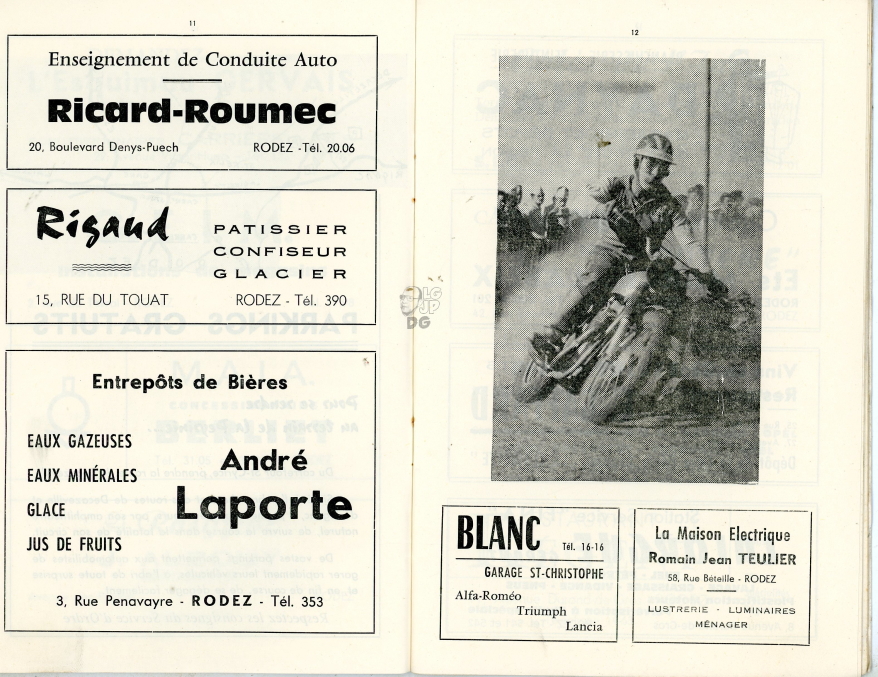 11
Enseignement de Conduite Auto
Ricard-Roumec
20, Boulevard Denys-Puech RODEZ -Tél. 20.06
Rigaud
PATISSIER
CONFISEUR
GLACIER
15, RUE DU TOUAT RODEZ - Tél. 390
Entrepôts de Bières
EAUX GAZEUSES
EAUX MINÉRALES
GLACE
JUS DE FRUITS
André
Laporte
3, Rue Penavayre - RODEZ - Tél. 353
LG
JP
DG
12
BLANC Tél. 16-16
GARAGE ST-CHRISTOPHE
Alfa-Roméo
Triumph
Lancia
La Maison Electrique
Romain Jean TEULIER
58, Rue Béteille - RODEZ
LUSTRERIE - LUMINAIRES
MÉNAGER